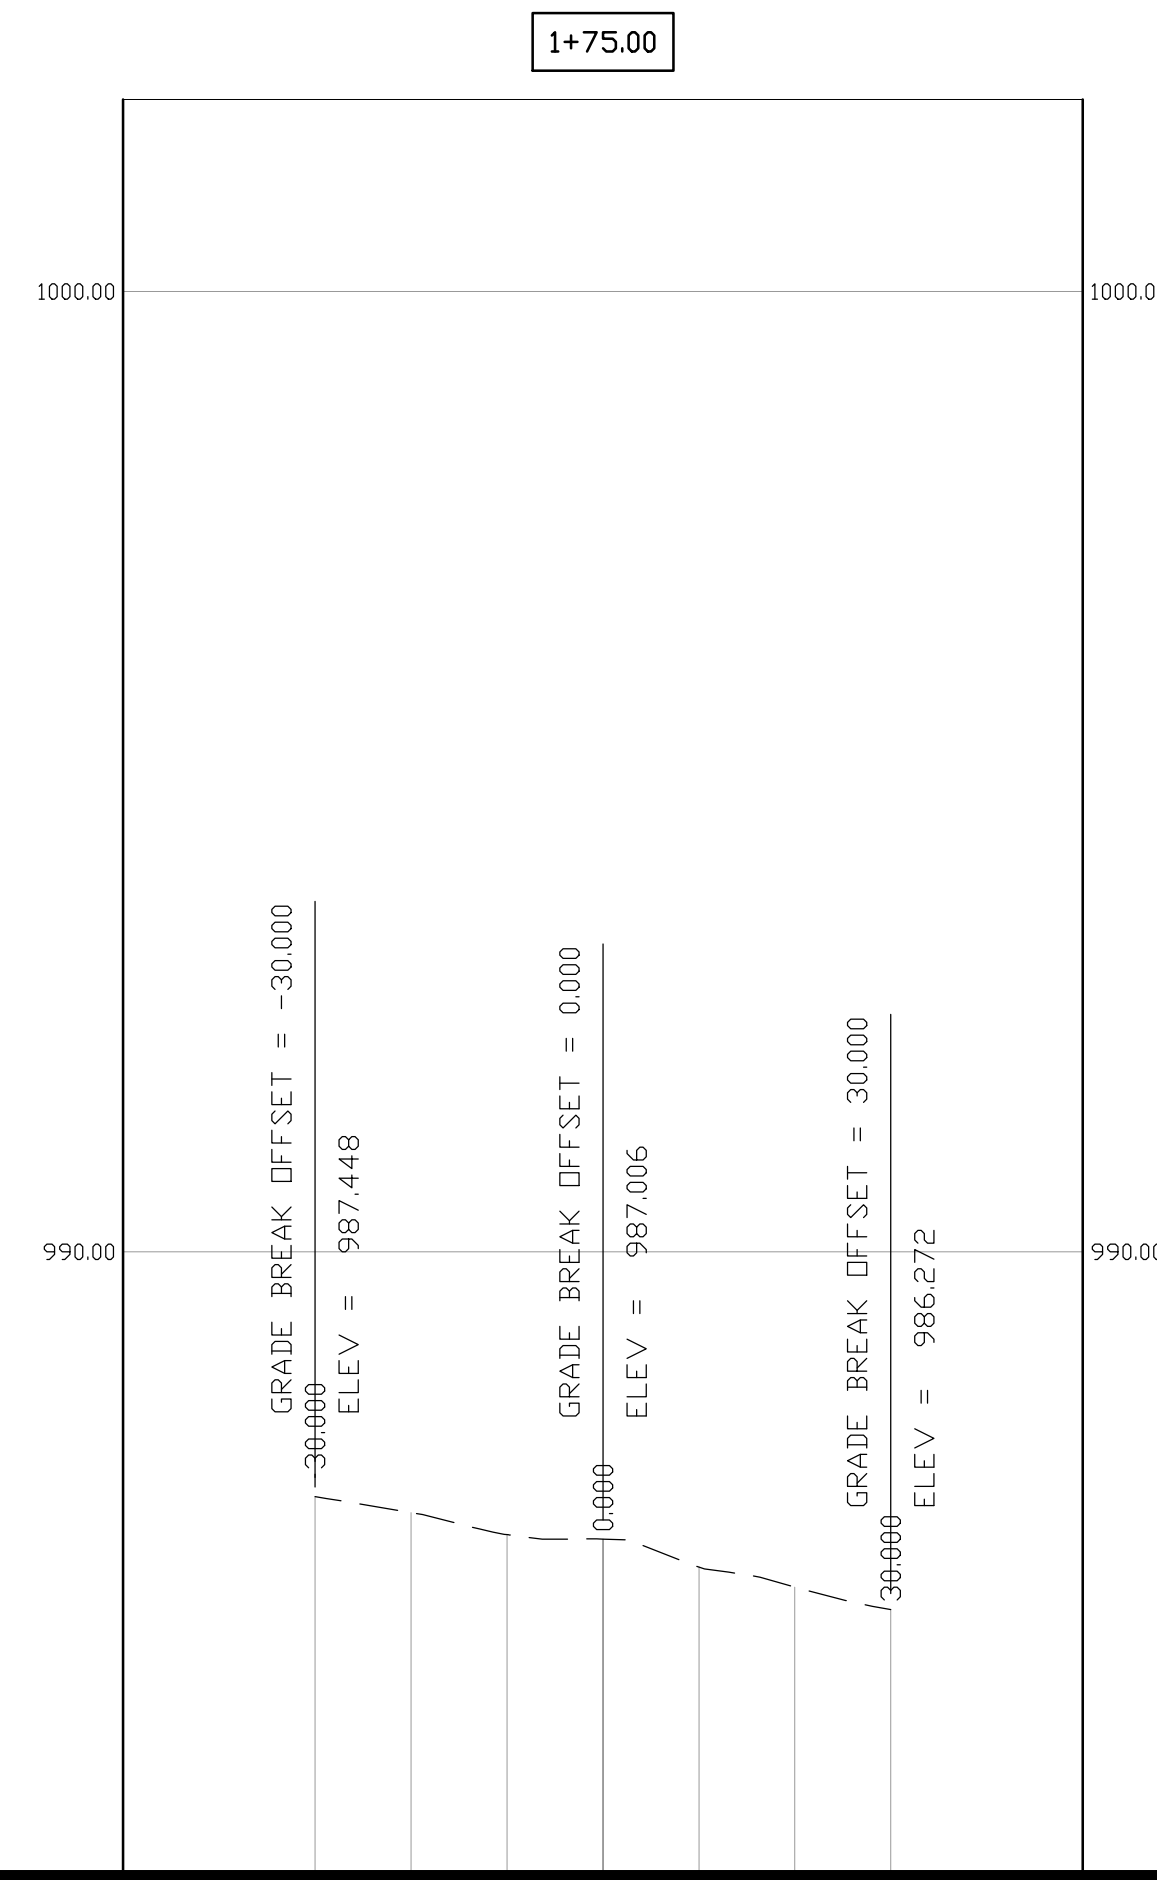 1+75.00
1000.00
1000.0
GRADE BREAK OFFSET = -30.000
ELEV = 987.448
-30.000
GRADE BREAK OFFSET = 0.000
ELEV = 987.006
0.000
GRADE BREAK OFFSET = 30.000
ELEV = 986.272
30.000
990.00
990.00